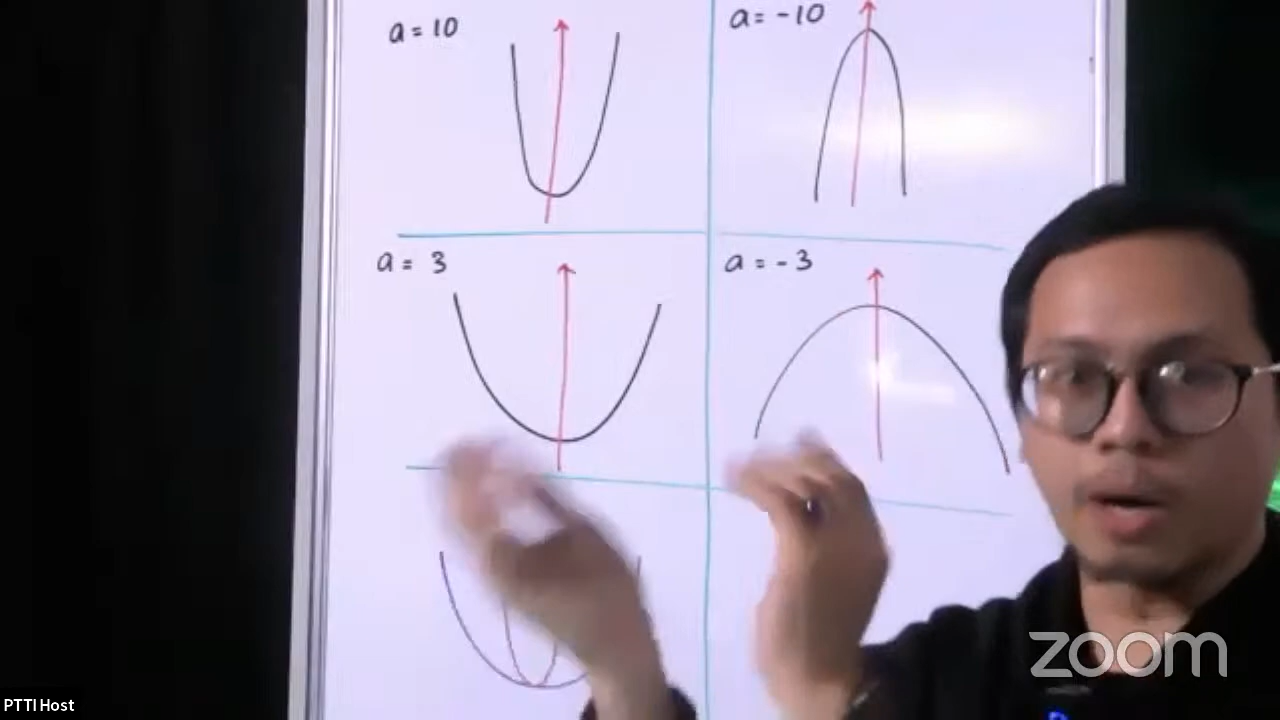 a = 10
a = -10
a = 3
a = -3
zoom
PTTI Host